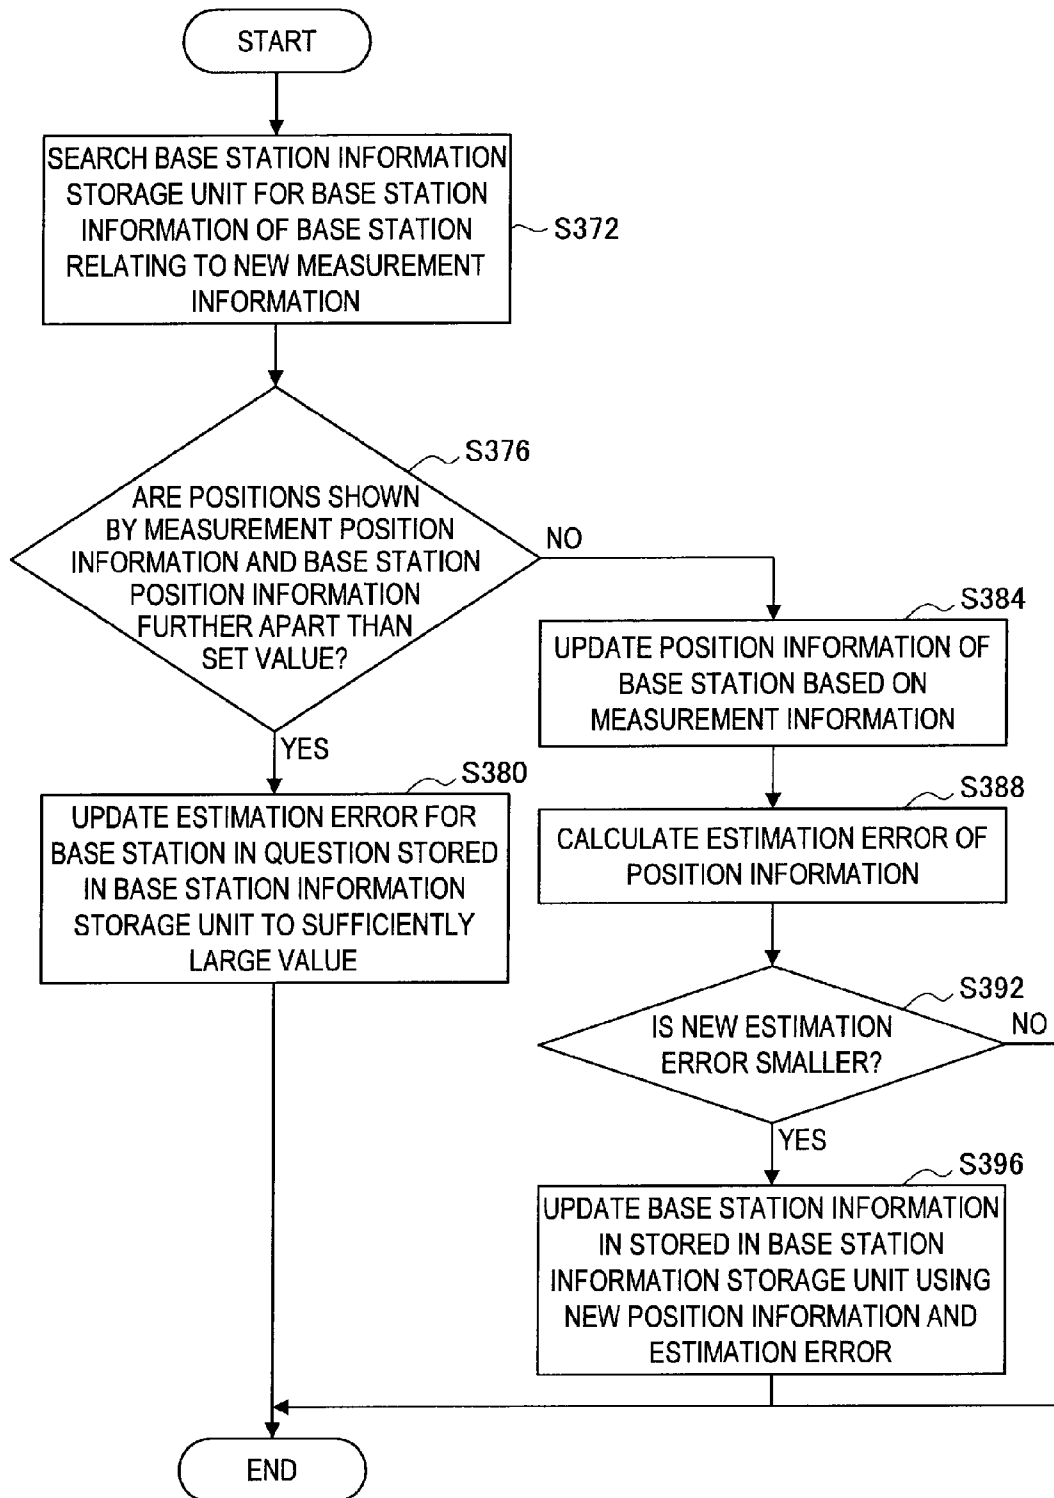 START
SEARCH BASE STATION INFORMATION
STORAGE UNIT FOR BASE STATION
INFORMATION OF BASE STATION
RELATING TO NEW MEASUREMENT
INFORMATION
S372
S376
ARE POSITIONS SHOWN
BY MEASUREMENT POSITION
INFORMATION AND BASE STATION
POSITION INFORMATION
FURTHER APART THAN
SET VALUE?
NO
YES
S380
UPDATE ESTIMATION ERROR FOR
BASE STATION IN QUESTION STORED
IN BASE STATION INFORMATION
STORAGE UNIT TO SUFFICIENTLY
LARGE VALUE
S384
UPDATE POSITION INFORMATION OF
BASE STATION BASED ON
MEASUREMENT INFORMATION
S388
CALCULATE ESTIMATION ERROR OF
POSITION INFORMATION
S392
IS NEW ESTIMATION
ERROR SMALLER?
NO
YES
S396
UPDATE BASE STATION INFORMATION
IN STORED IN BASE STATION
INFORMATION STORAGE UNIT USING
NEW POSITION INFORMATION AND
ESTIMATION ERROR
END